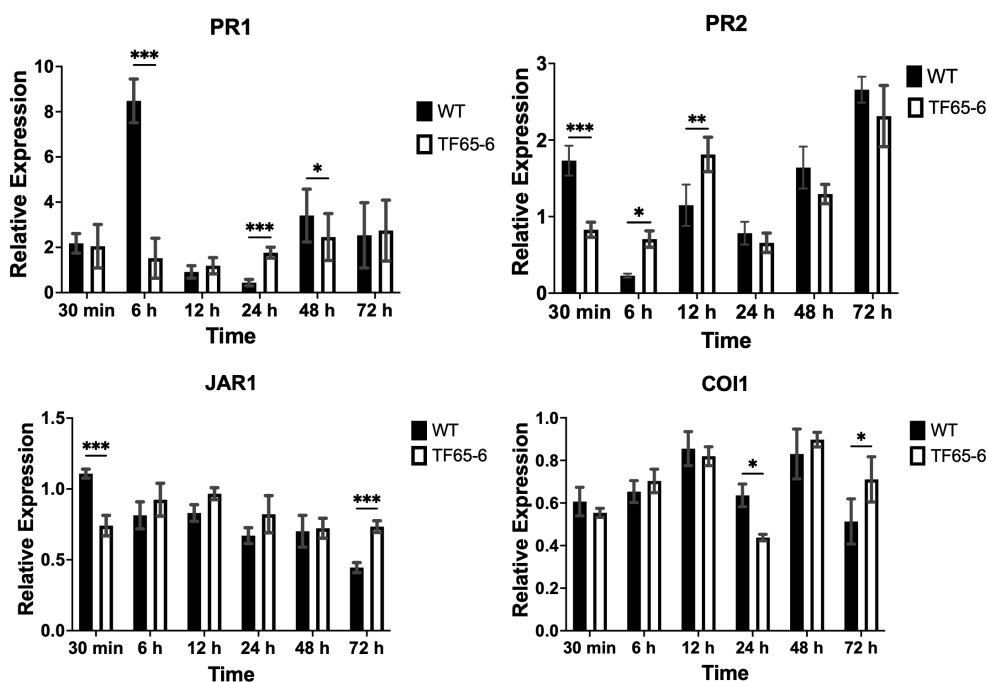 PR1
Relative Expression
10
8
6
4
2
0
***
***
*
30 min 6 h 12 h 24 h 48 h 72 h
Time
WT
TF65-6
PR2
Relative Expression
3
2
1
0
***
*
**
30 min 6 h 12 h 24 h 48 h 72 h
Time
WT
TF65-6
JAR1
Relative Expression
1.5
1.0
0.5
0.0
***
***
30 min 6 h 12 h 24 h 48 h 72 h
Time
WT
TF65-6
COI1
Relative Expression
1.0
0.8
0.6
0.4
0.2
0.0
*
*
30 min 6 h 12 h 24 h 48 h 72 h
Time
WT
TF65-6